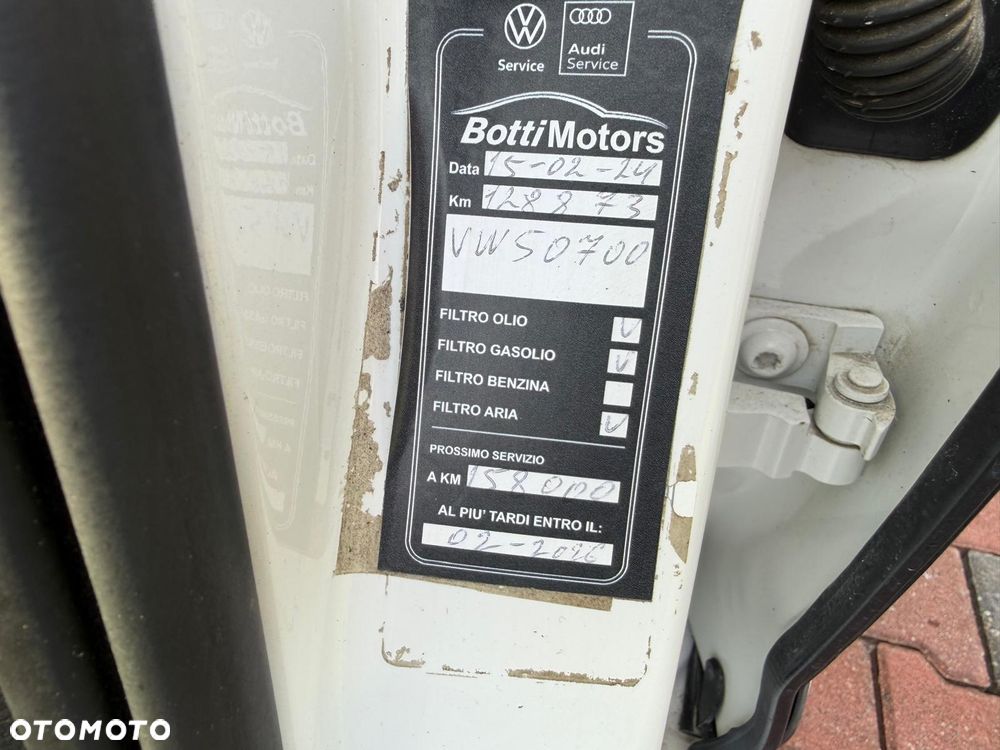 Service
Audi
Service
BottiMotors
Data 15-02-24
Km 128873
VW50700
FILTRO OLIO V
FILTRO GASOLIO V
FILTRO BENZINA
FILTRO ARIA V
PROSSIMO SERVIZIO
A KM 158000
AL PIU' TARDI ENTRO IL:
02-2026
OTOMOTO